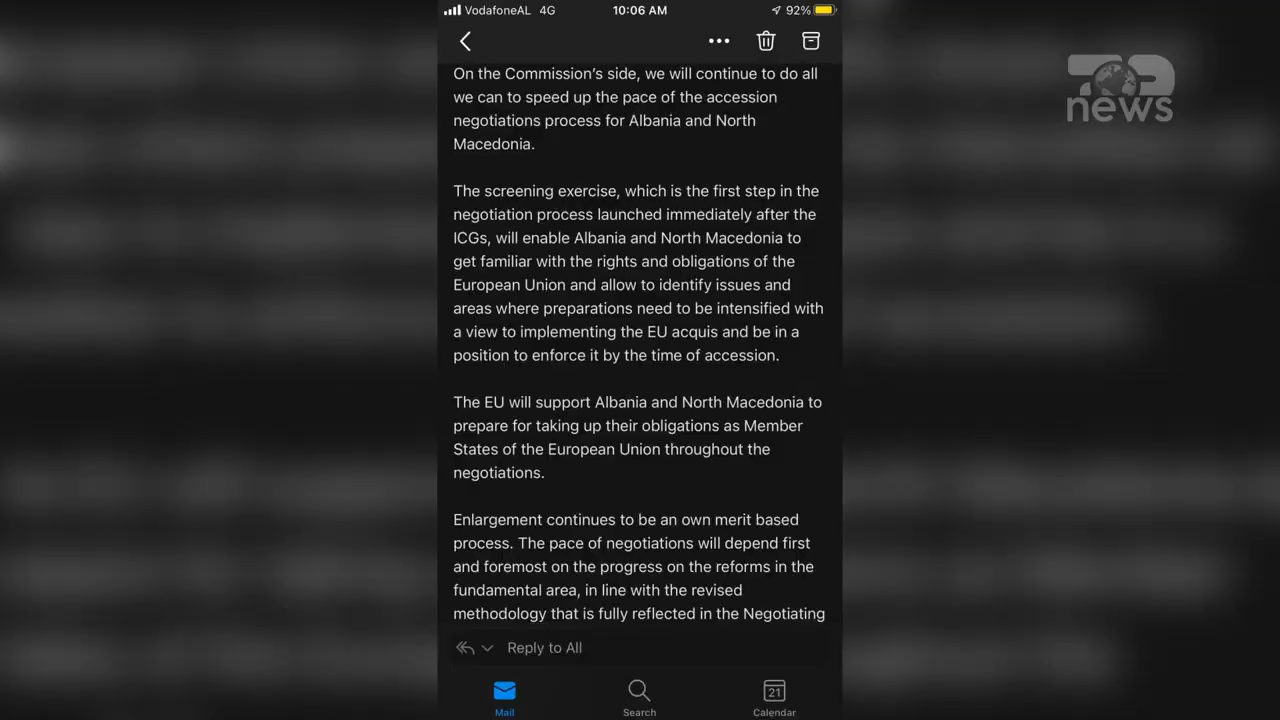 VodafoneAL 4G 10:06 AM 92%
TOP
news
On the Commission's side, we will continue to do all
we can to speed up the pace of the accession
negotiations process for Albania and North
Macedonia.
The screening exercise, which is the first step in the
negotiation process launched immediately after the
ICGs, will enable Albania and North Macedonia to
get familiar with the rights and obligations of the
European Union and allow to identify issues and
areas where preparations need to be intensified with
a view to implementing the EU acquis and be in a
position to enforce it by the time of accession.
The EU will support Albania and North Macedonia to
prepare for taking up their obligations as Member
States of the European Union throughout the
negotiations.
Enlargement continues to be an own merit based
process. The pace of negotiations will depend first
and foremost on the progress on the reforms in the
fundamental area, in line with the revised
methodology that is fully reflected in the Negotiating
Reply to All
21
Mail Search Calendar